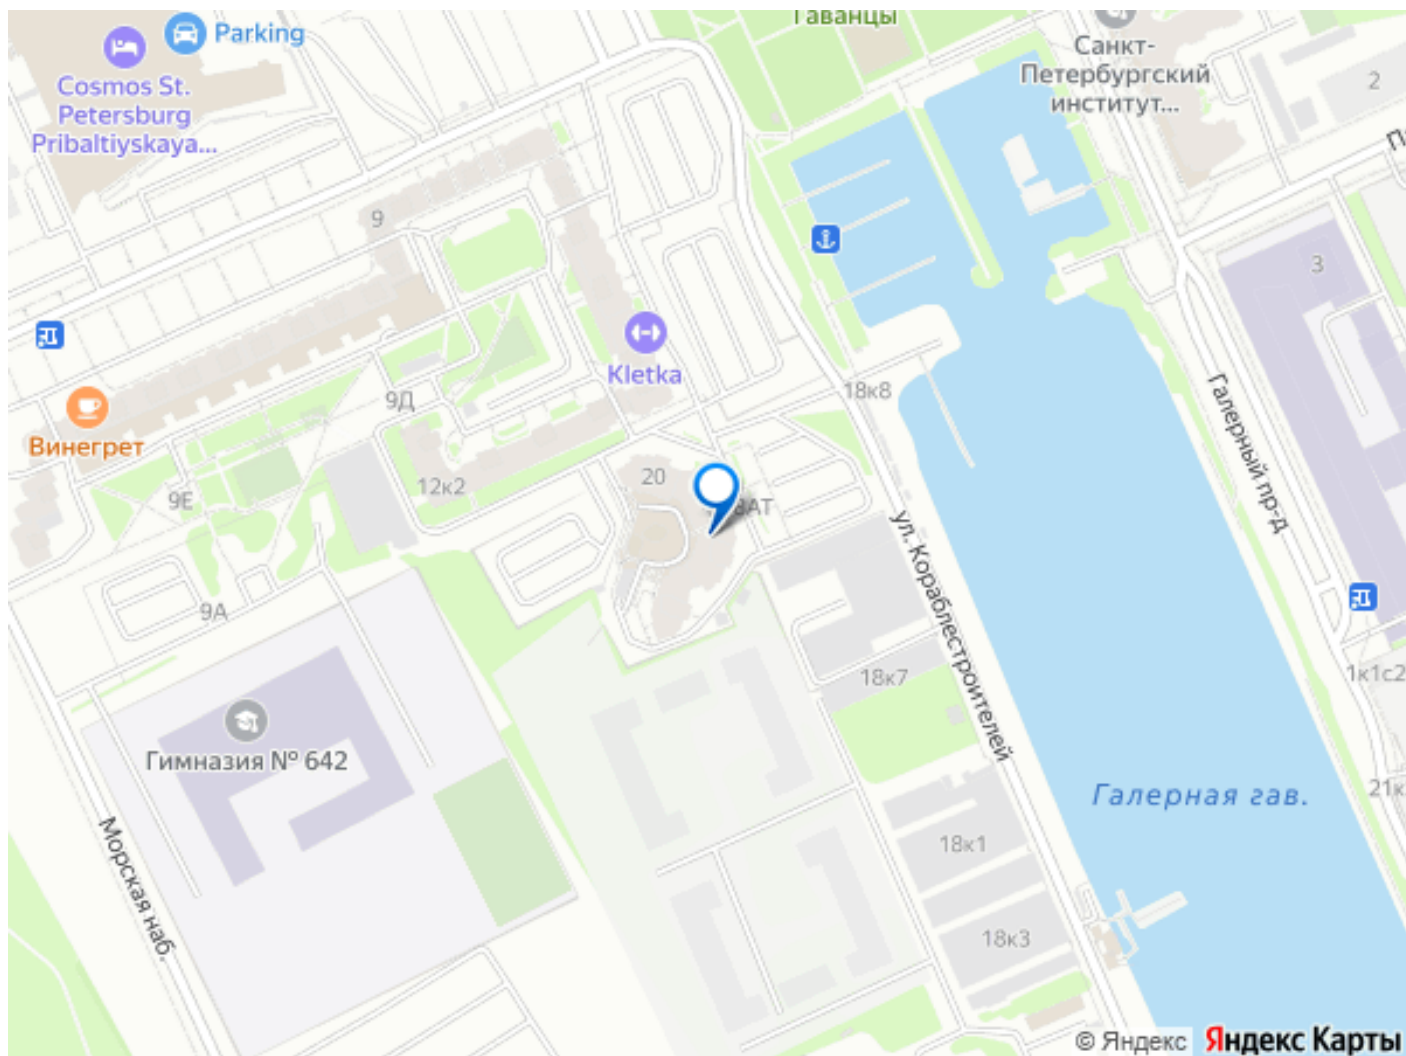 Parking
Cosmos St.
Petersburg
Pribaltiyskaya...
Гаванцы
Санкт-
Петербургский
институт...
2
9
3
Kletka
Винегрет
9Д
18к8
Галерный пр-д
12к2
20
9Е
9А
ул. Кораблестроителей
18к7
1к1с2
Гимназия № 642
Галерная гав.
Морская наб.
18к1
18к3
© Яндекс
Яндекс Карты